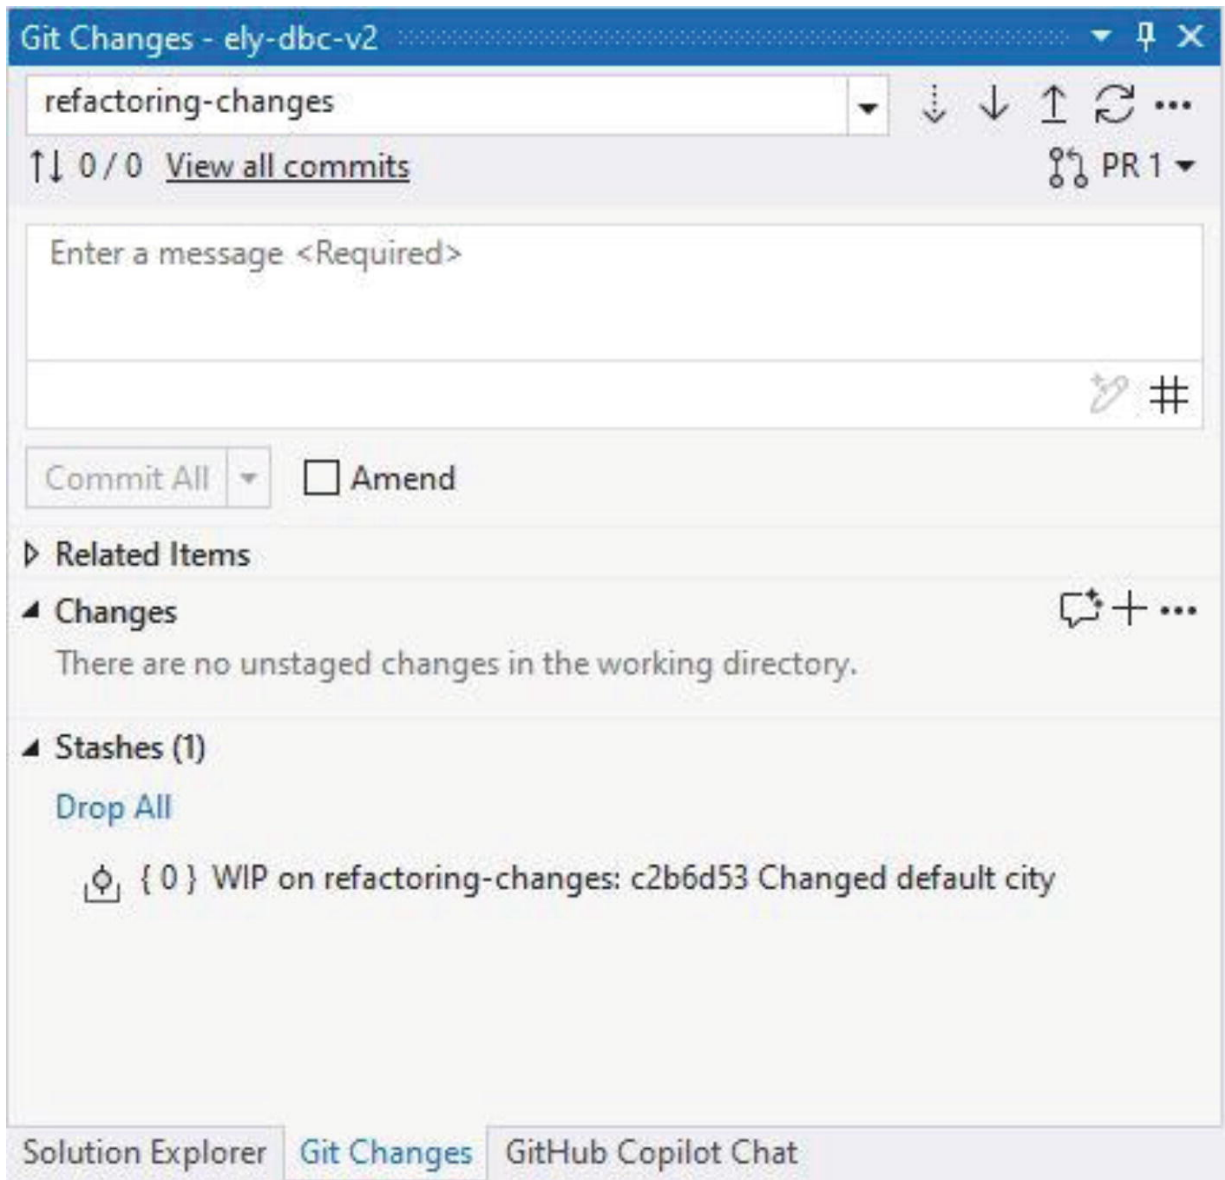 Git Changes - ely-dbc-v2
refactoring-changes
0 / 0 View all commits PR 1
Enter a message <Required>
Commit All Amend
Related Items
Changes
There are no unstaged changes in the working directory.
Stashes (1)
Drop All
{ 0 } WIP on refactoring-changes: c2b6d53 Changed default city
Solution Explorer Git Changes GitHub Copilot Chat